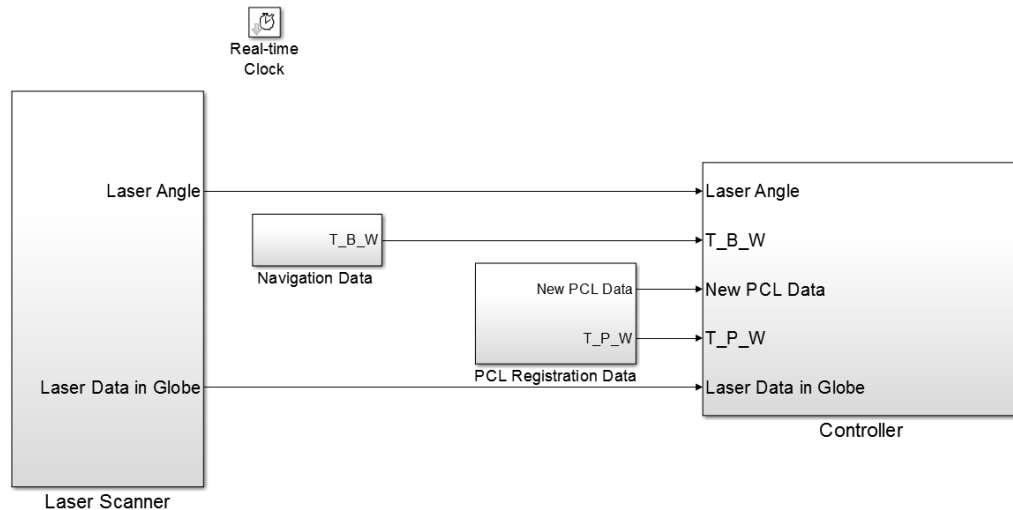 Real-time
Clock
Laser Angle
Laser Angle
T_B_W
T_B_W
Navigation Data
New PCL Data
New PCL Data
T_P_W
T_P_W
PCL Registration Data
Laser Data in Globe
Laser Data in Globe
Controller
Laser Scanner